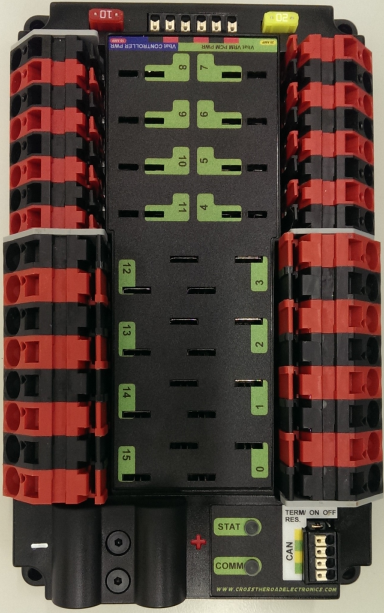 10
20
Vbat CONTROLLER PWR
Vbat VRM PCM PWR
8
7
9
6
10
5
11
4
12
3
13
2
14
1
15
0
TERM/ ON OFF
RES.
STAT
CAN
COMM
WWW.CROSSTHEROADELECTRONICS.COM